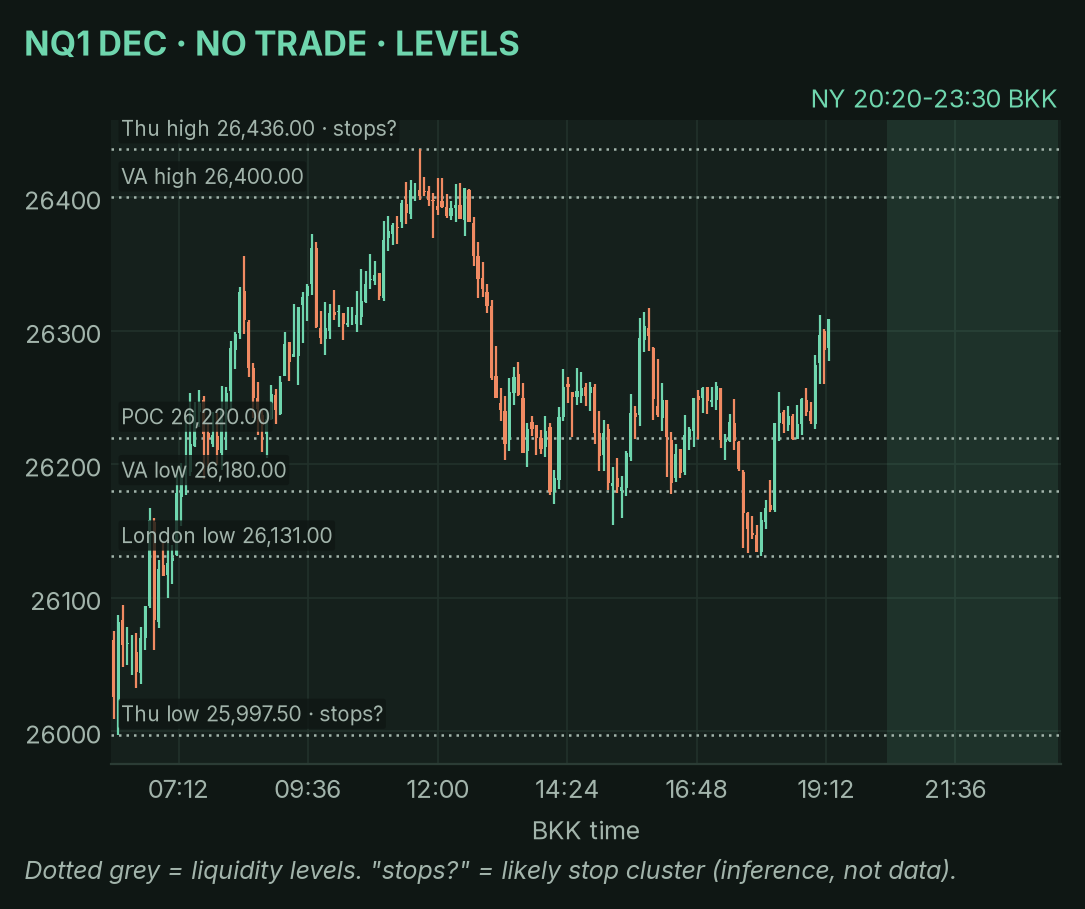 NQ1 DEC · NO TRADE · LEVELS
NY 20:20-23:30 BKK
Thu high 26,436.00 · stops?
VA high 26,400.00
26400
26300
POC 26,220.00
VA low 26,180.00
26200
London low 26,131.00
26100
Thu low 25,997.50 · stops?
26000
07:12 09:36 12:00 14:24 16:48 19:12 21:36
BKK time
Dotted grey = liquidity levels. "stops?" = likely stop cluster (inference, not data).